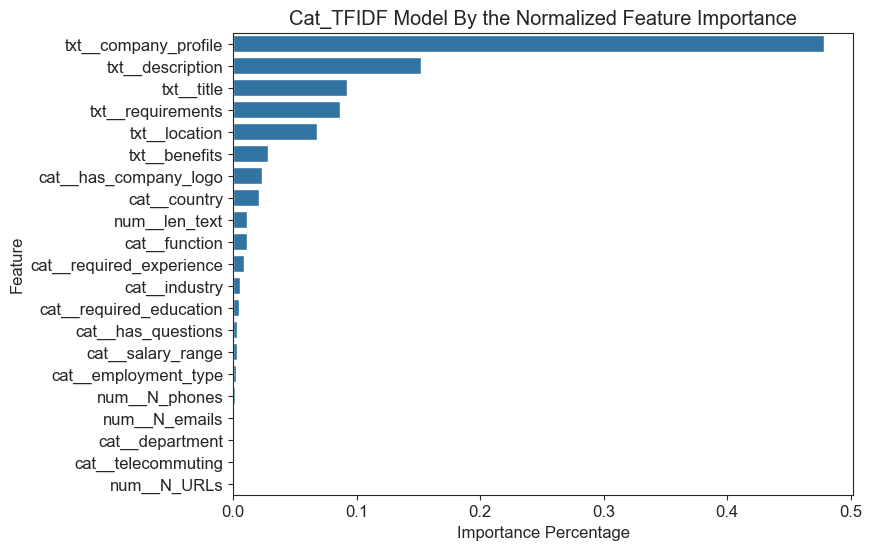 Cat_TFIDF Model By the Normalized Feature Importance
txt__company_profile
txt__description
txt__title
txt__requirements
txt__location
txt__benefits
cat__has_company_logo
cat__country
num__len_text
cat__function
cat__required_experience
cat__industry
cat__required_education
cat__has_questions
cat__salary_range
cat__employment_type
num__N_phones
num__N_emails
cat__department
cat__telecommuting
num__N_URLs
Feature
0.0 0.1 0.2 0.3 0.4 0.5
Importance Percentage